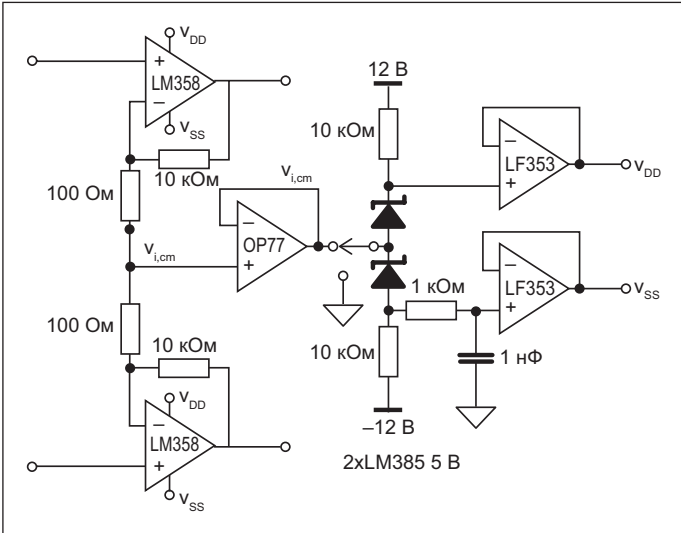 v_DD
+
LM358
−
v_SS
10 кОм
100 Ом
v_i,cm
v_i,cm
−
OP77
+
100 Ом
10 кОм
v_DD
−
LM358
+
v_SS
12 В
10 кОм
−
LF353
+
v_DD
1 кОм
−
LF353
+
v_SS
10 кОм
1 нФ
–12 В
2xLM385 5 В